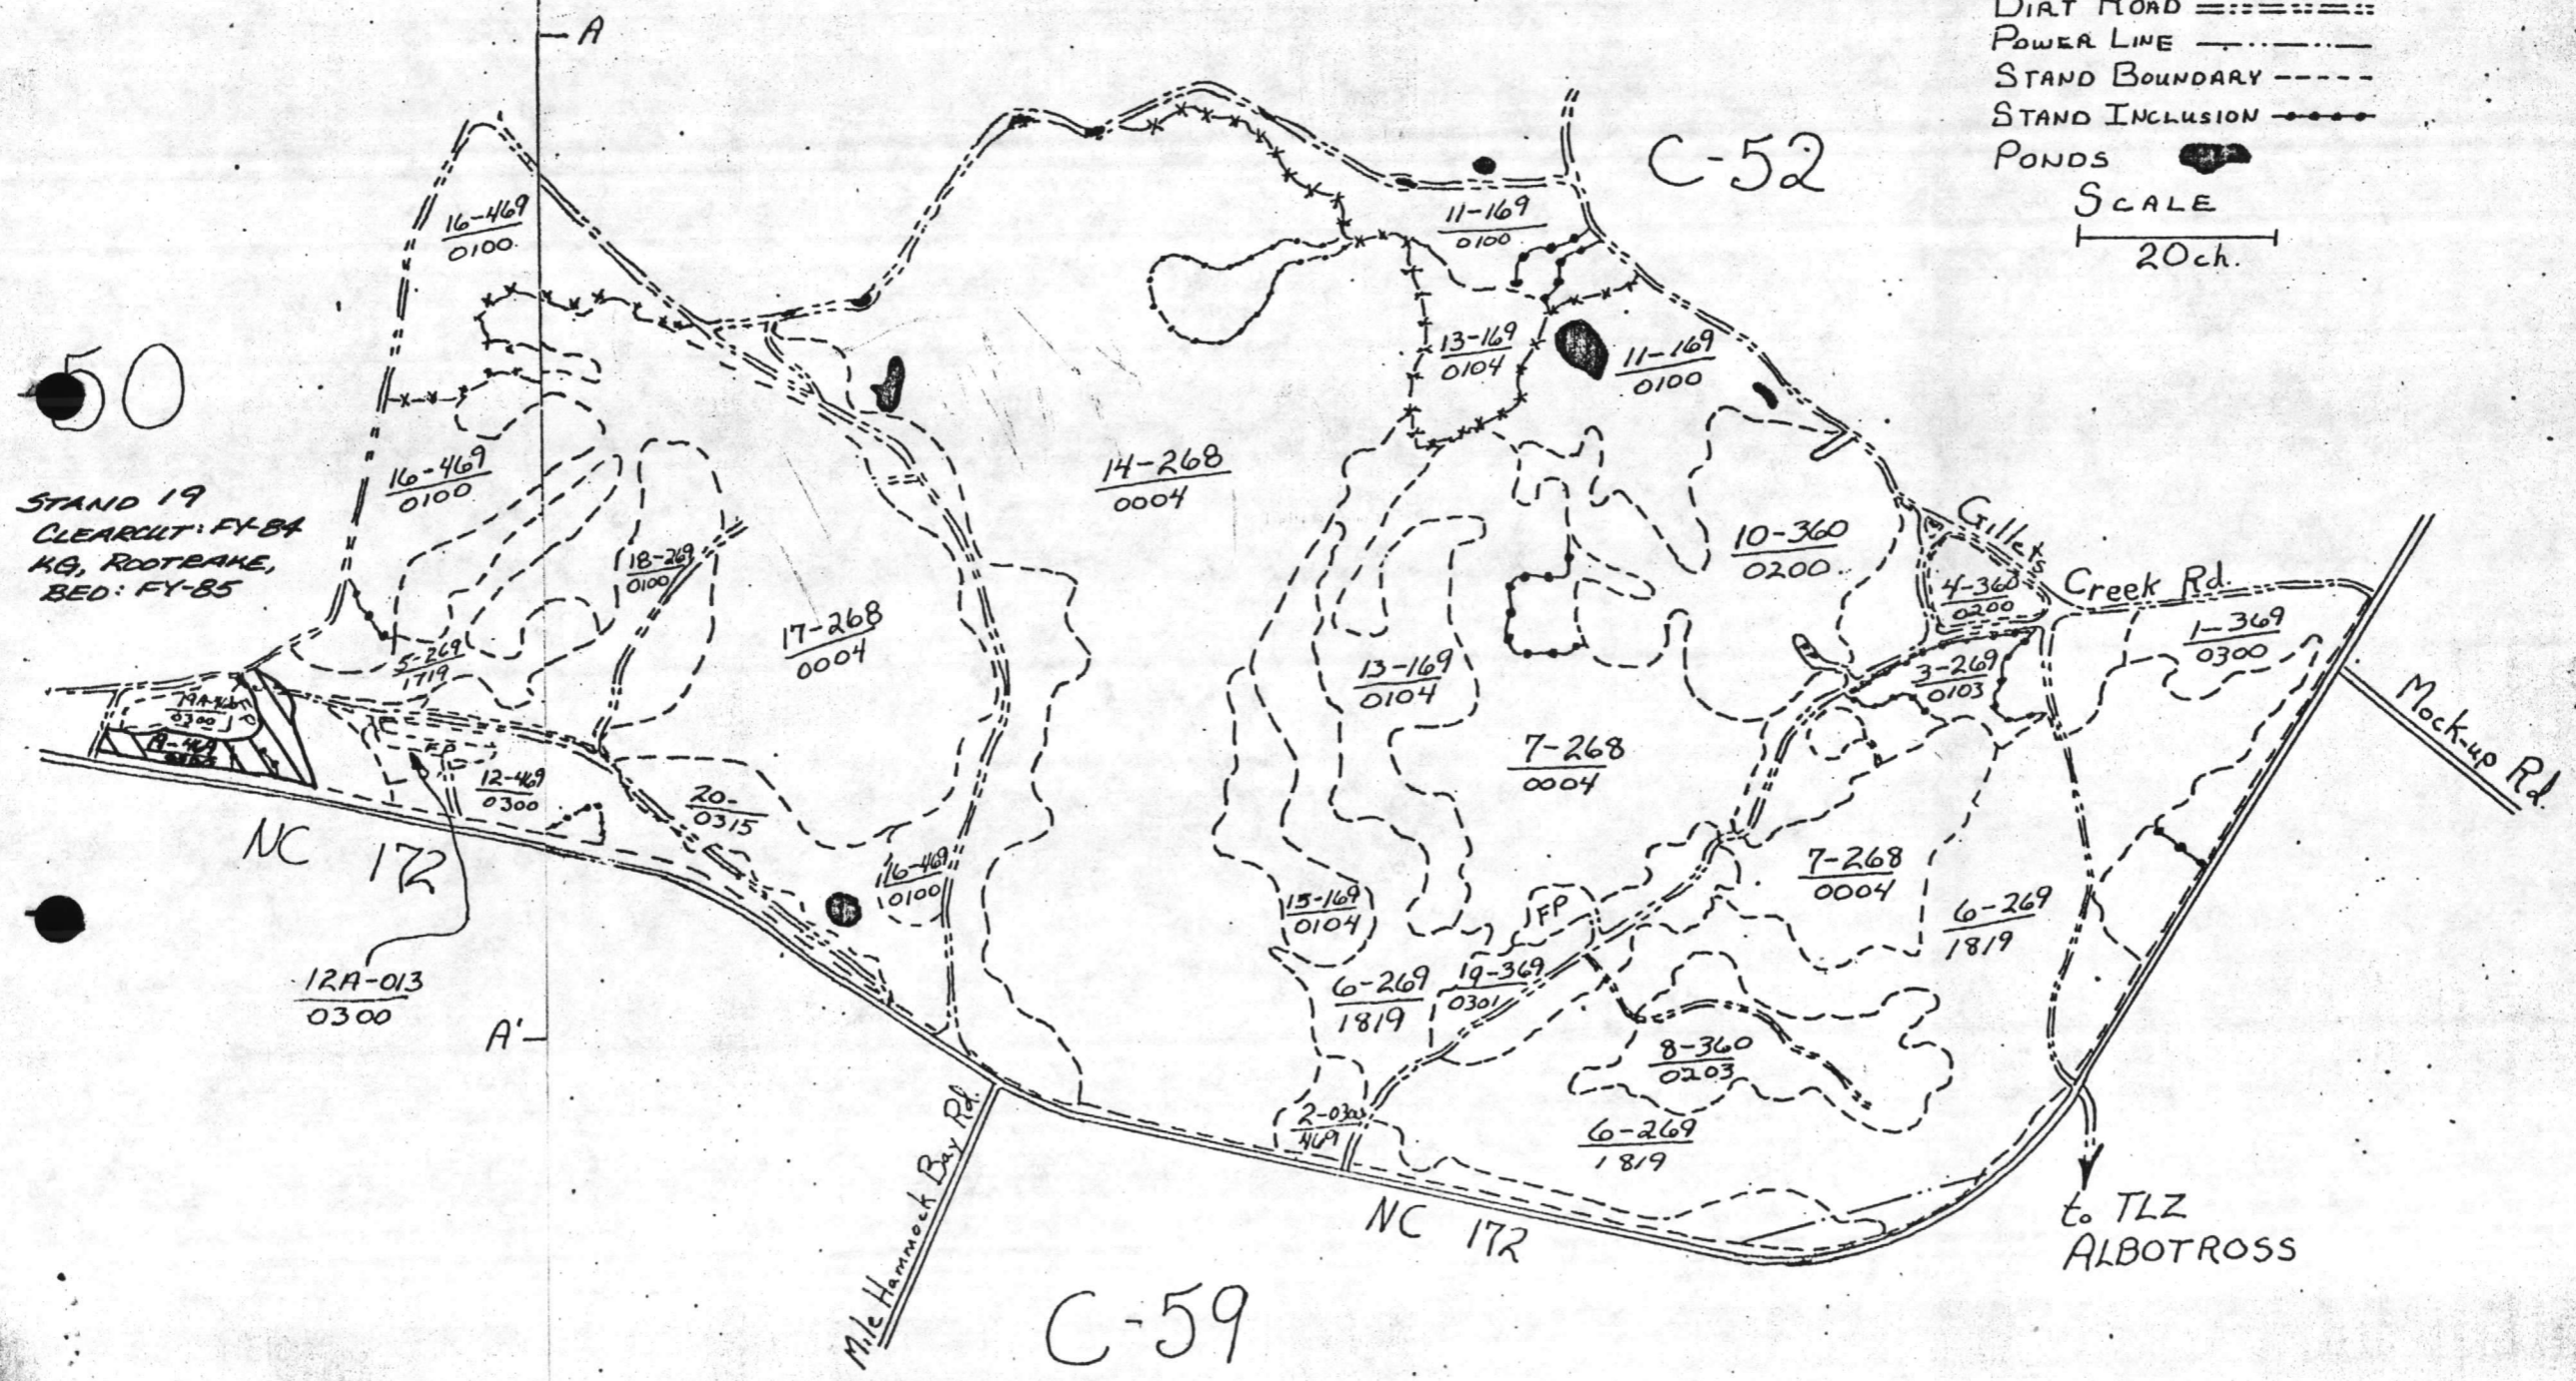 DIRT ROAD
POWER LINE
STAND BOUNDARY
STAND INCLUSION
PONDS
SCALE
20ch.
A
C-52
16-469
0100
11-169
0100
50
13-169
0104
11-169
0100
16-469
0100
14-268
0004
STAND 19
CLEARCUT: FY-84
KG, ROOTRAKE,
BED: FY-85
18-269
0100
10-360
0200
Gillets
Creek Rd.
4-360
0200
1-369
0300
17-268
0004
5-269
1719
13-169
0104
3-269
0103
Mock-up Rd.
0300
FP
12-469
0300
20-
0315
7-268
0004
NC 172
16-469
0100
7-268
0004
15-169
0104
FP
6-269
1819
12A-013
0300
6-269
1819
19-369
0301
A'
8-360
0203
2-0300
469
6-269
1819
Mile Hammock Bay Rd.
NC 172
to TLZ
ALBOTROSS
C-59